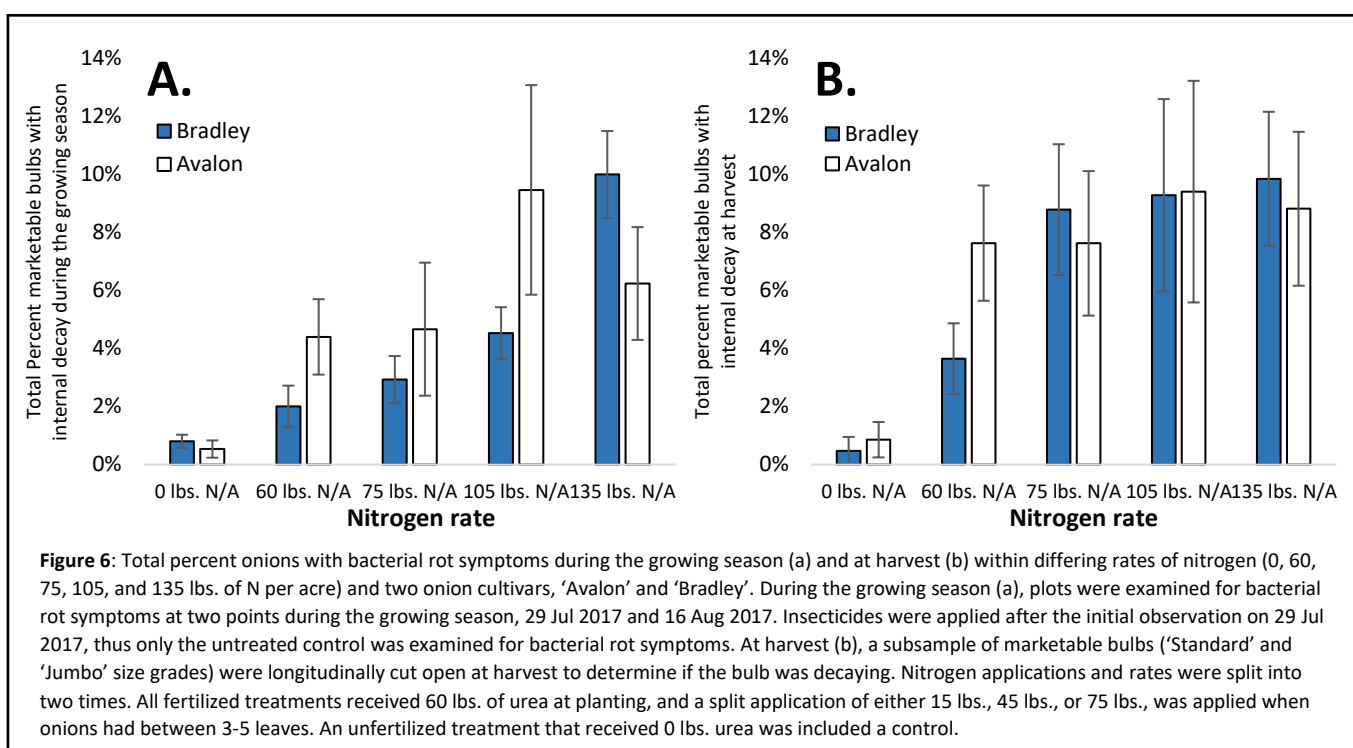 A.
Total Percent marketable bulbs with
internal decay during the growing season
14%
12%
10%
8%
6%
4%
2%
0%
Bradley
Avalon
0 lbs. N/A 60 lbs. N/A 75 lbs. N/A 105 lbs. N/A135 lbs. N/A
Nitrogen rate
B.
Total percent marketable bulbs with
internal decay at harvest
14%
12%
10%
8%
6%
4%
2%
0%
Bradley
Avalon
0 lbs. N/A 60 lbs. N/A 75 lbs. N/A 105 lbs. N/A135 lbs. N/A
Nitrogen rate
Figure 6: Total percent onions with bacterial rot symptoms during the growing season (a) and at harvest (b) within differing rates of nitrogen (0, 60,
75, 105, and 135 lbs. of N per acre) and two onion cultivars, ‘Avalon’ and ‘Bradley’. During the growing season (a), plots were examined for bacterial
rot symptoms at two points during the growing season, 29 Jul 2017 and 16 Aug 2017. Insecticides were applied after the initial observation on 29 Jul
2017, thus only the untreated control was examined for bacterial rot symptoms. At harvest (b), a subsample of marketable bulbs (‘Standard’ and
‘Jumbo’ size grades) were longitudinally cut open at harvest to determine if the bulb was decaying. Nitrogen applications and rates were split into
two times. All fertilized treatments received 60 lbs. of urea at planting, and a split application of either 15 lbs., 45 lbs., or 75 lbs., was applied when
onions had between 3-5 leaves. An unfertilized treatment that received 0 lbs. urea was included a control.